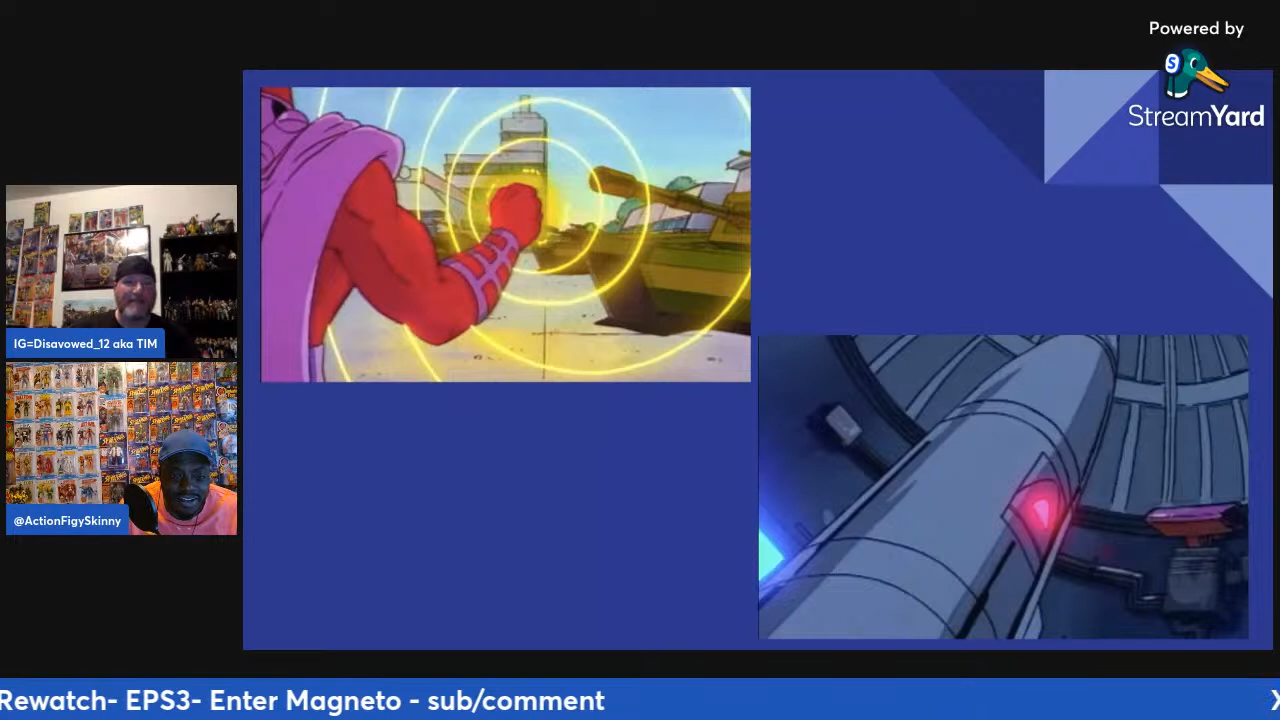 Powered by
S
StreamYard
IG=Disavowed_12 aka TIM
@ActionFigySkinny
Rewatch- EPS3- Enter Magneto - sub/comment
X